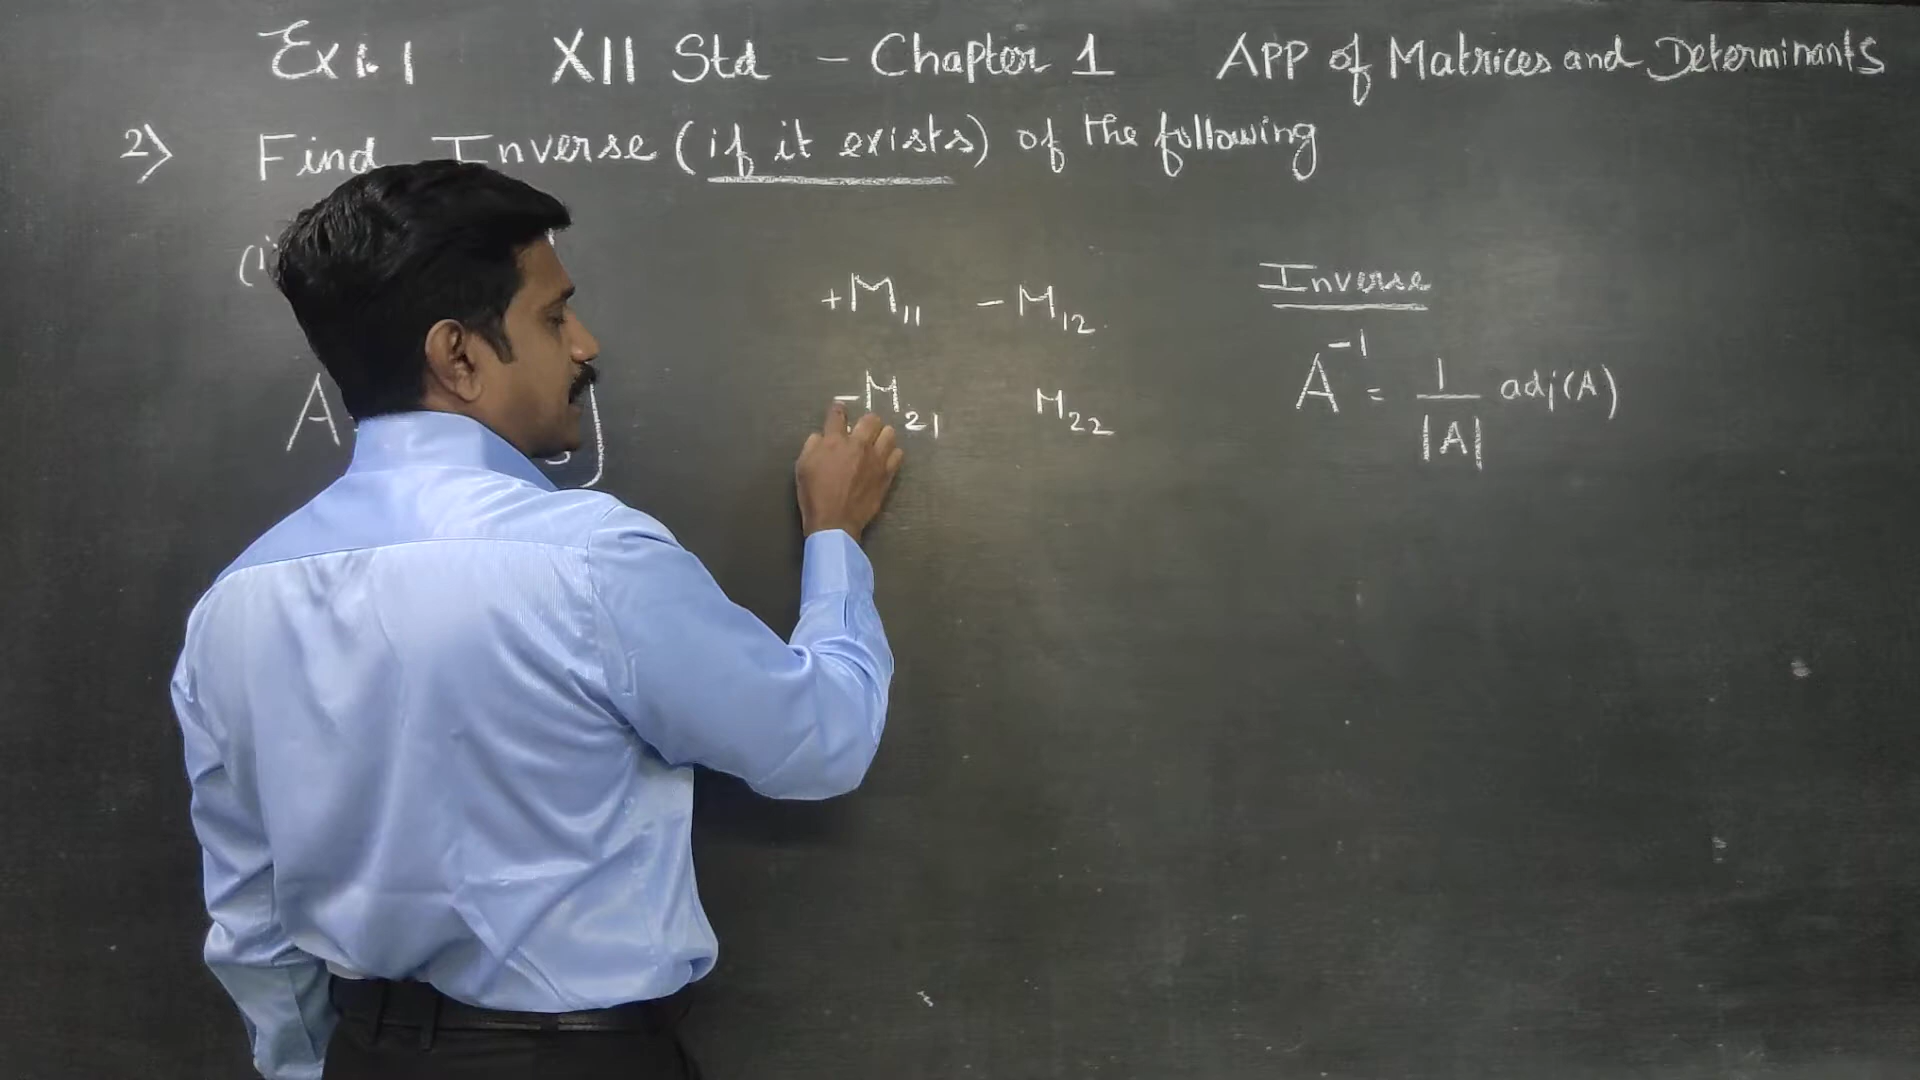 Ex 1.1 XII Std - Chapter 1 APP of Matrices and Determinants
2) Find Inverse (if it exists) of the following
(i
+M11 -M12
-M21 M22
A
Inverse
A^-1 = 1/|A| adj(A)